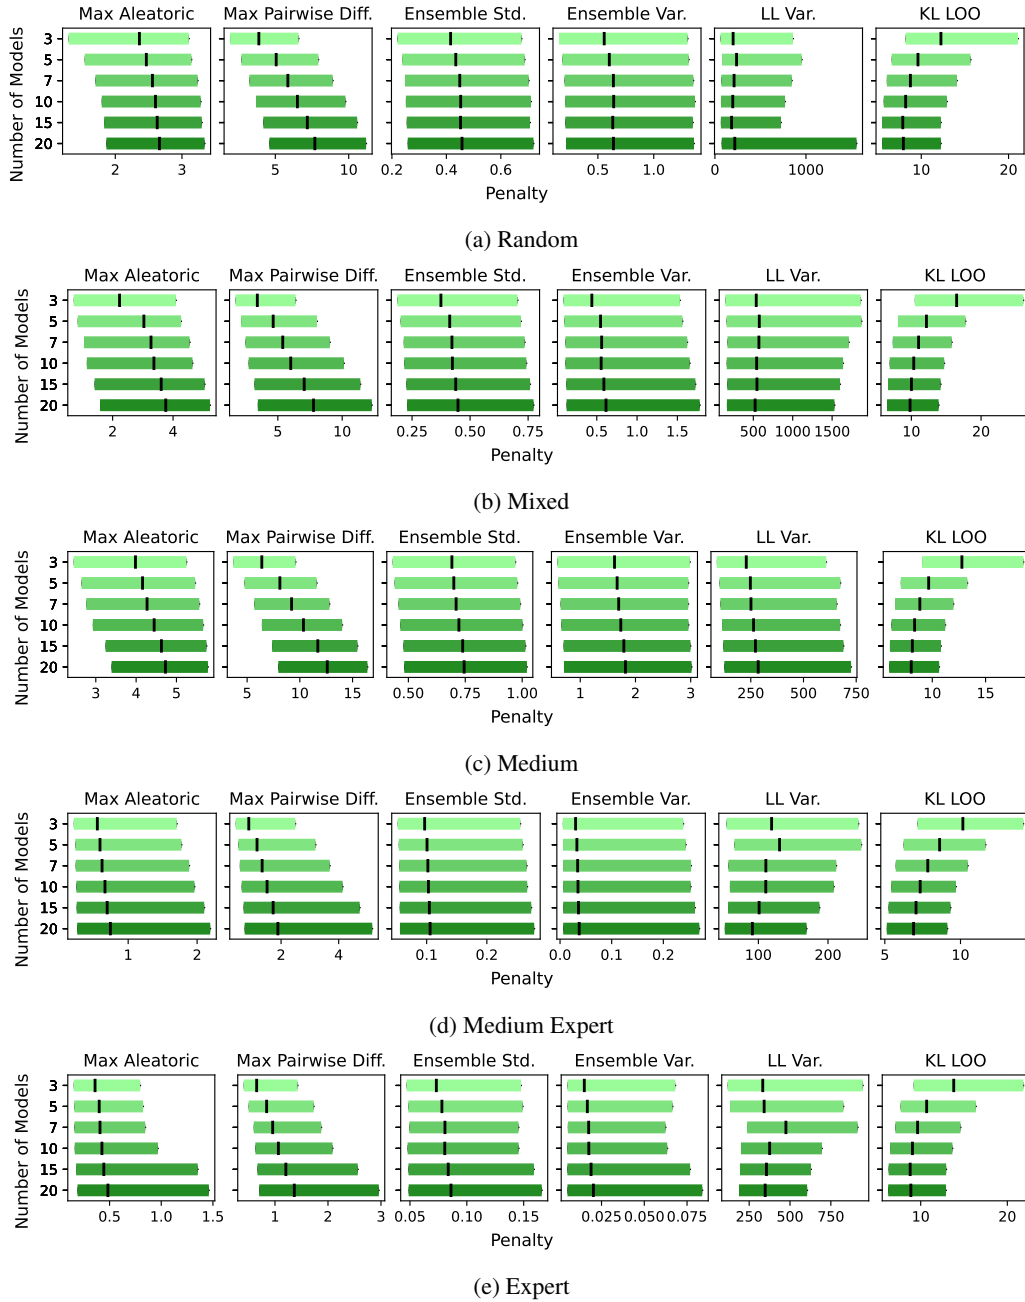 Max Aleatoric Max Pairwise Diff. Ensemble Std. Ensemble Var. LL Var. KL LOO
Number of Models
3
5
7
10
15
20
2 3 5 10 0.2 0.4 0.6 0.5 1.0 0 1000 10 20
Penalty
(a) Random
Max Aleatoric Max Pairwise Diff. Ensemble Std. Ensemble Var. LL Var. KL LOO
Number of Models
3
5
7
10
15
20
2 4 5 10 0.25 0.50 0.75 0.5 1.0 1.5 500 1000 1500 10 20
Penalty
(b) Mixed
Max Aleatoric Max Pairwise Diff. Ensemble Std. Ensemble Var. LL Var. KL LOO
Number of Models
3
5
7
10
15
20
3 4 5 5 10 15 0.50 0.75 1.00 1 2 3 250 500 750 10 15
Penalty
(c) Medium
Max Aleatoric Max Pairwise Diff. Ensemble Std. Ensemble Var. LL Var. KL LOO
Number of Models
3
5
7
10
15
20
1 2 2 4 0.1 0.2 0.0 0.1 0.2 100 200 5 10
Penalty
(d) Medium Expert
Max Aleatoric Max Pairwise Diff. Ensemble Std. Ensemble Var. LL Var. KL LOO
Number of Models
3
5
7
10
15
20
0.5 1.0 1.5 1 2 3 0.05 0.10 0.15 0.025 0.050 0.075 250 500 750 10 20
Penalty
(e) Expert